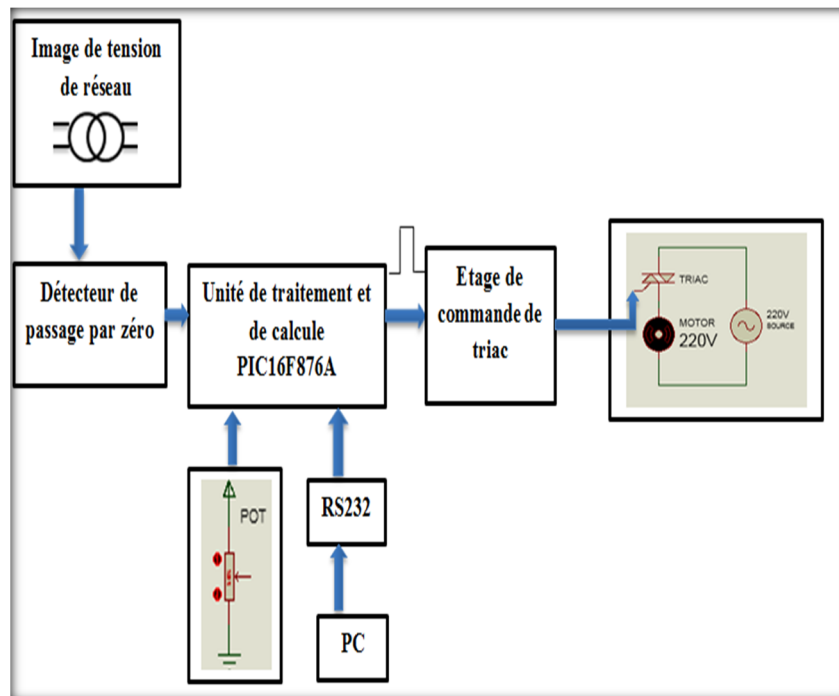 Image de tension
de réseau
Détecteur de
passage par zéro
Unité de traitement et
de calcule
PIC16F876A
Etage de
commande de
triac
TRIAC
MOTOR
220V
220V
SOURCE
POT
RS232
PC